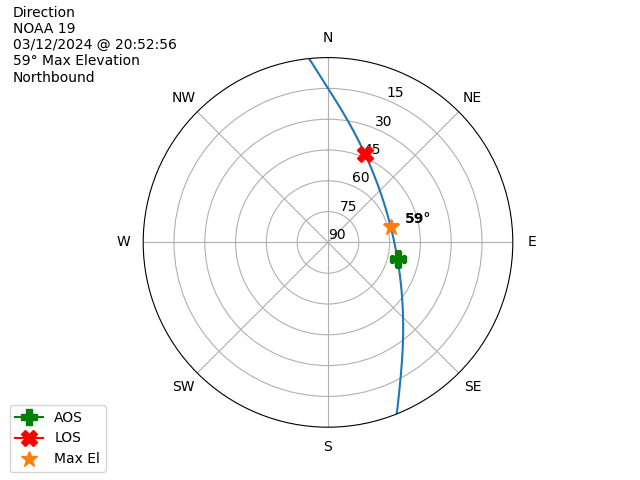 Direction
NOAA 19
03/12/2024 @ 20:52:56
59° Max Elevation
Northbound
N
NW
NE
15
30
45
60
75
59°
90
W
E
SW
SE
S
AOS
LOS
Max El